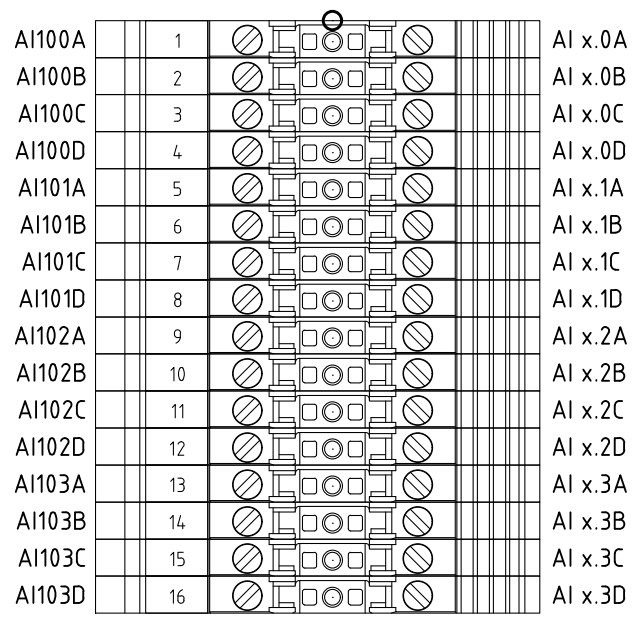 AI100A 1 AI x.0A
AI100B 2 AI x.0B
AI100C 3 AI x.0C
AI100D 4 AI x.0D
AI101A 5 AI x.1A
AI101B 6 AI x.1B
AI101C 7 AI x.1C
AI101D 8 AI x.1D
AI102A 9 AI x.2A
AI102B 10 AI x.2B
AI102C 11 AI x.2C
AI102D 12 AI x.2D
AI103A 13 AI x.3A
AI103B 14 AI x.3B
AI103C 15 AI x.3C
AI103D 16 AI x.3D